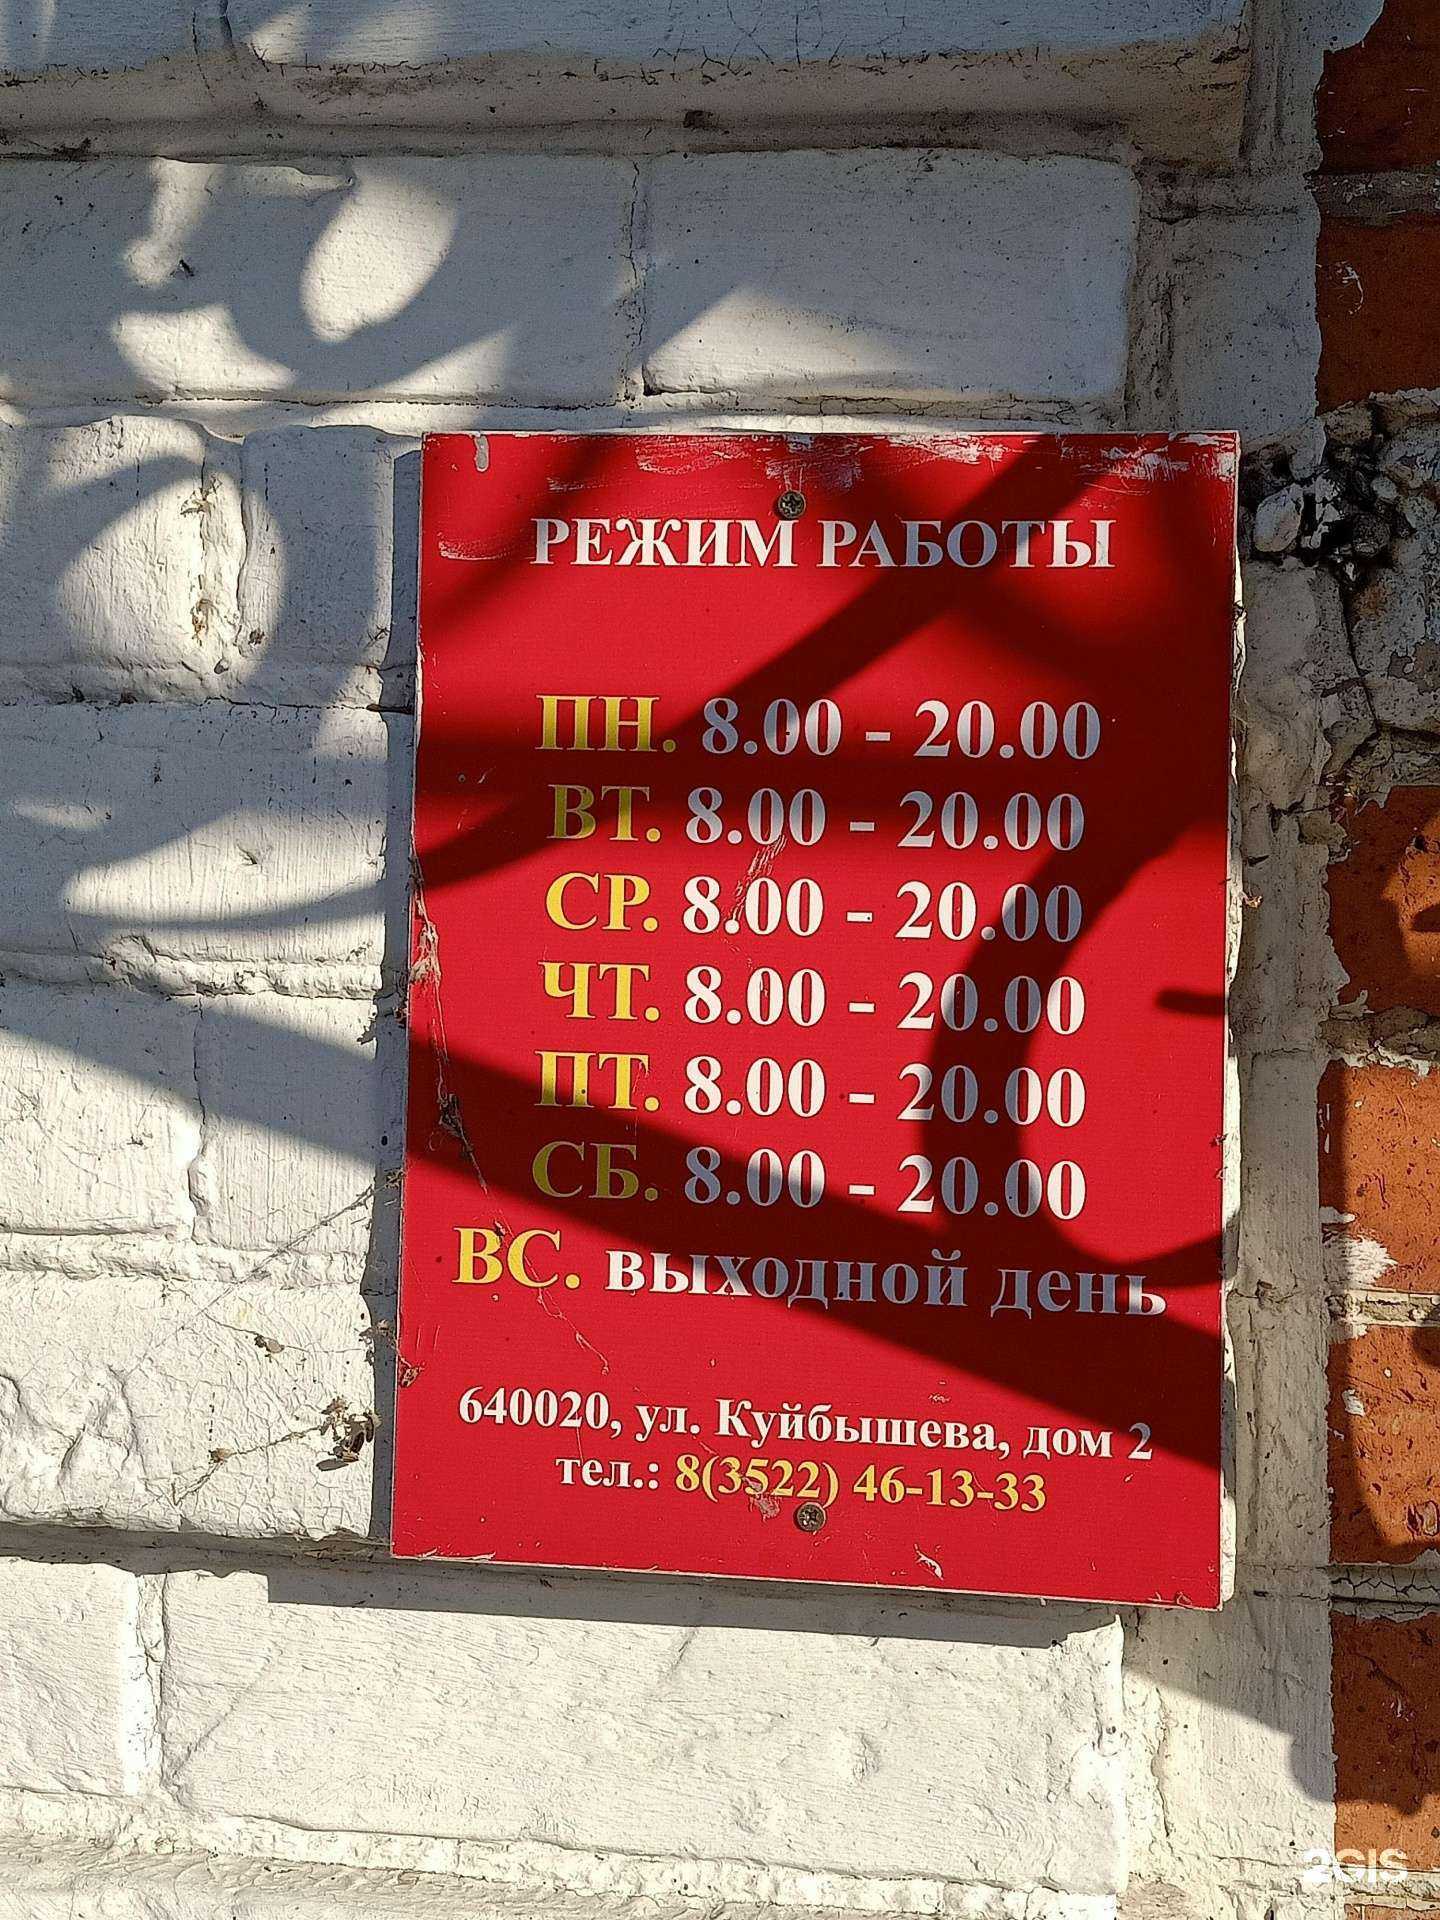 РЕЖИМ РАБОТЫ
ПН. 8.00 - 20.00
ВТ. 8.00 - 20.00
СР. 8.00 - 20.00
ЧТ. 8.00 - 20.00
ПТ. 8.00 - 20.00
СБ. 8.00 - 20.00
ВС. выходной день
640020, ул. Куйбышева, дом 2
тел.: 8(3522) 46-13-33
2GIS